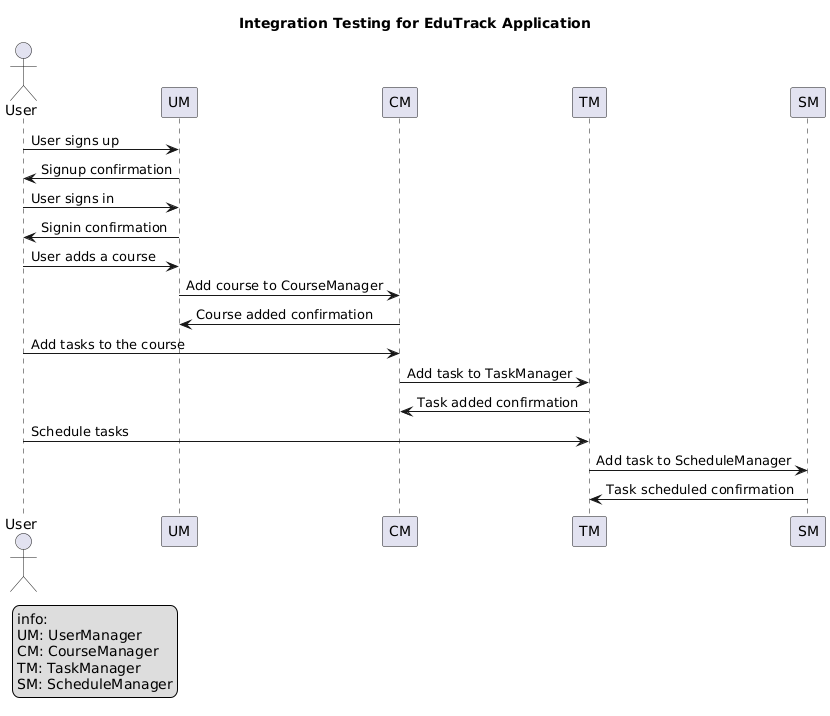 Integration Testing for EduTrack Application
User
UM
CM
TM
SM
User signs up
Signup confirmation
User signs in
Signin confirmation
User adds a course
Add course to CourseManager
Course added confirmation
Add tasks to the course
Add task to TaskManager
Task added confirmation
Schedule tasks
Add task to ScheduleManager
Task scheduled confirmation
User
UM
CM
TM
SM
info:
UM: UserManager
CM: CourseManager
TM: TaskManager
SM: ScheduleManager